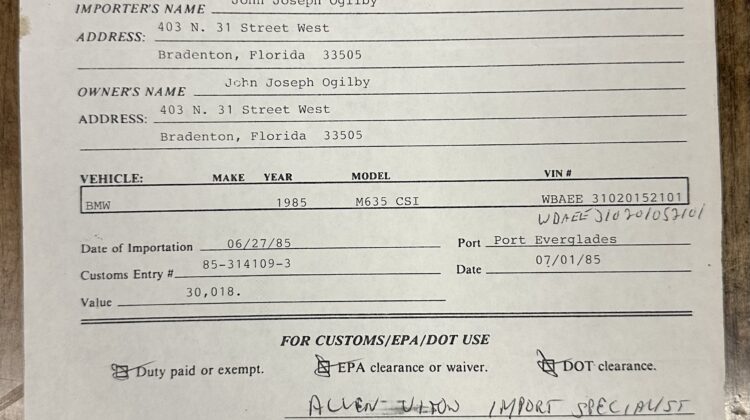 IMPORTER'S NAME John Joseph Ogilby
ADDRESS: 403 N. 31 Street West
Bradenton, Florida 33505
OWNER'S NAME John Joseph Ogilby
ADDRESS: 403 N. 31 Street West
Bradenton, Florida 33505
VEHICLE: MAKE YEAR MODEL VIN #
BMW 1985 M635 CSI WBAEE 31020152101
Date of Importation 06/27/85 Port Port Everglades
Customs Entry # 85-314109-3 Date 07/01/85
Value 30,018.
FOR CUSTOMS/EPA/DOT USE
Duty paid or exempt. EPA clearance or waiver. DOT clearance.
ALLEN IMPORT SPECIALIST